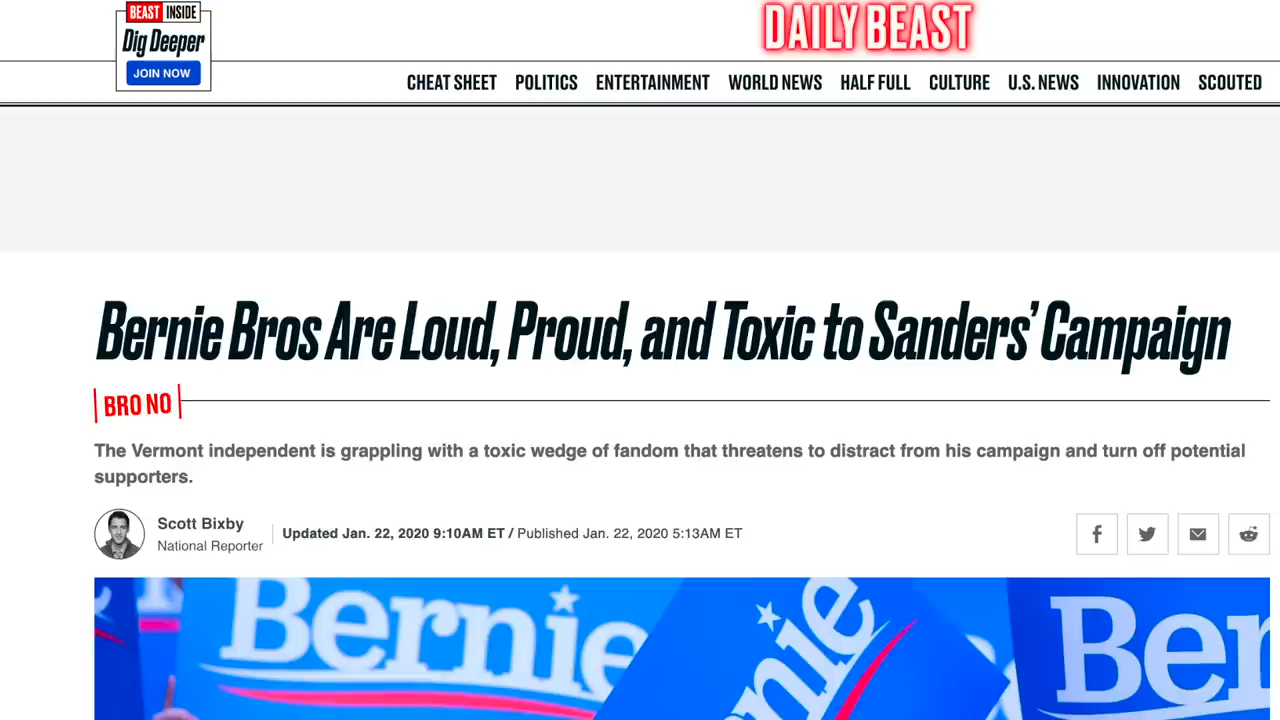 BEAST INSIDE
Dig Deeper
JOIN NOW
DAILY BEAST
CHEAT SHEET POLITICS ENTERTAINMENT WORLD NEWS HALF FULL CULTURE U.S. NEWS INNOVATION SCOUTED
Bernie Bros Are Loud, Proud, and Toxic to Sanders’ Campaign
BRO NO
The Vermont independent is grappling with a toxic wedge of fandom that threatens to distract from his campaign and turn off potential
supporters.
Scott Bixby
National Reporter
Updated Jan. 22, 2020 9:10AM ET / Published Jan. 22, 2020 5:13AM ET
Bernie
nie
Ber